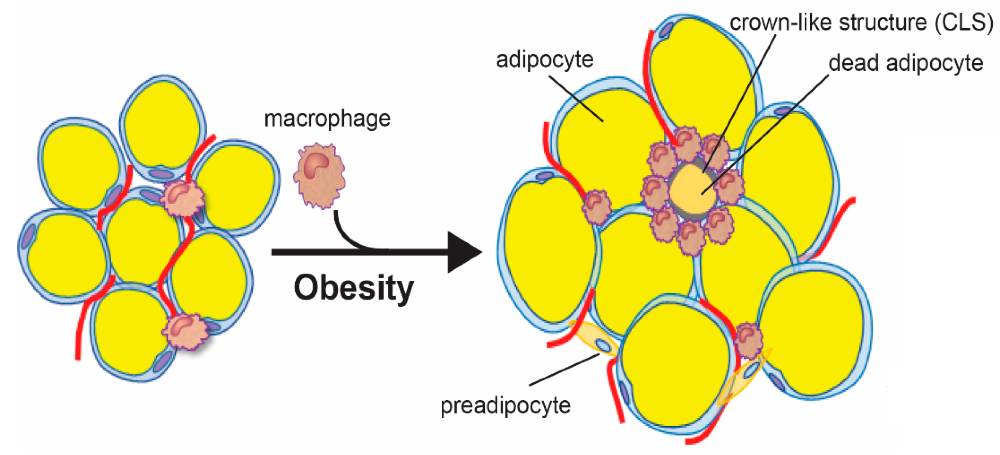 crown-like structure (CLS)
adipocyte
dead adipocyte
macrophage
Obesity
preadipocyte